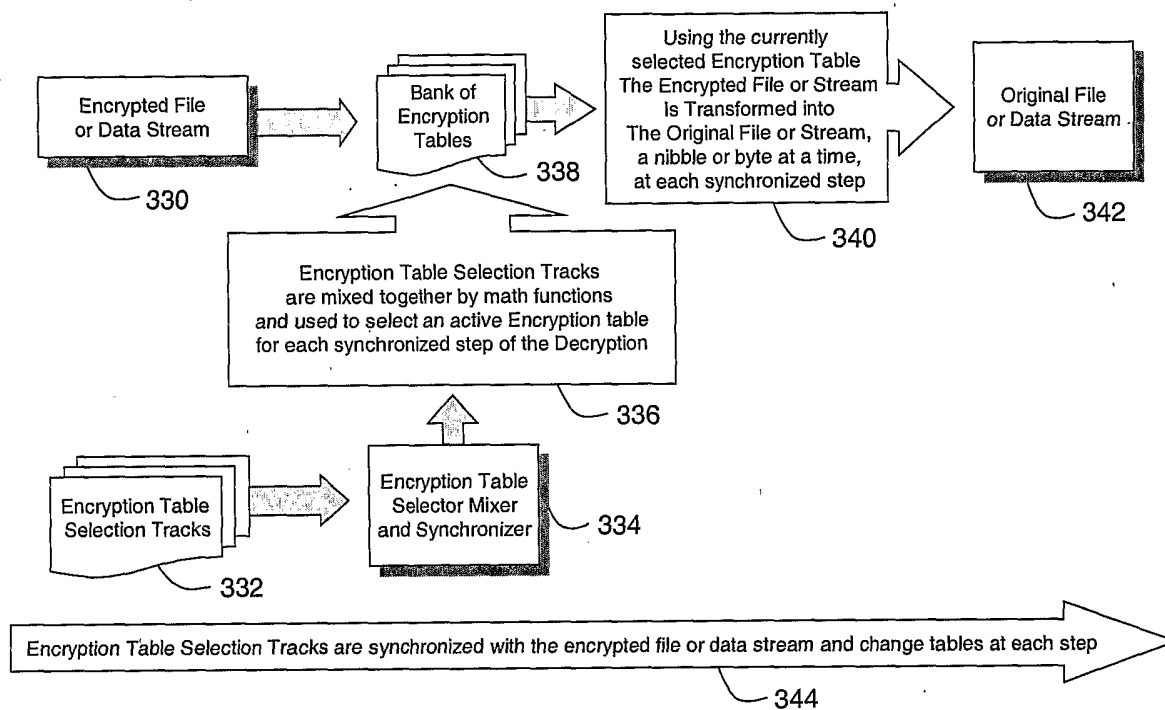 Encrypted File
or Data Stream
330
Bank of
Encryption
Tables
338
Using the currently
selected Encryption Table
The Encrypted File or Stream
is Transformed into
The Original File or Stream,
a nibble or byte at a time,
at each synchronized step
340
Original File
or Data Stream
342
Encryption Table Selection Tracks
are mixed together by math functions
and used to select an active Encryption table
for each synchronized step of the Decryption
336
Encryption Table
Selection Tracks
332
Encryption Table
Selector Mixer
and Synchronizer
334
Encryption Table Selection Tracks are synchronized with the encrypted file or data stream and change tables at each step
344